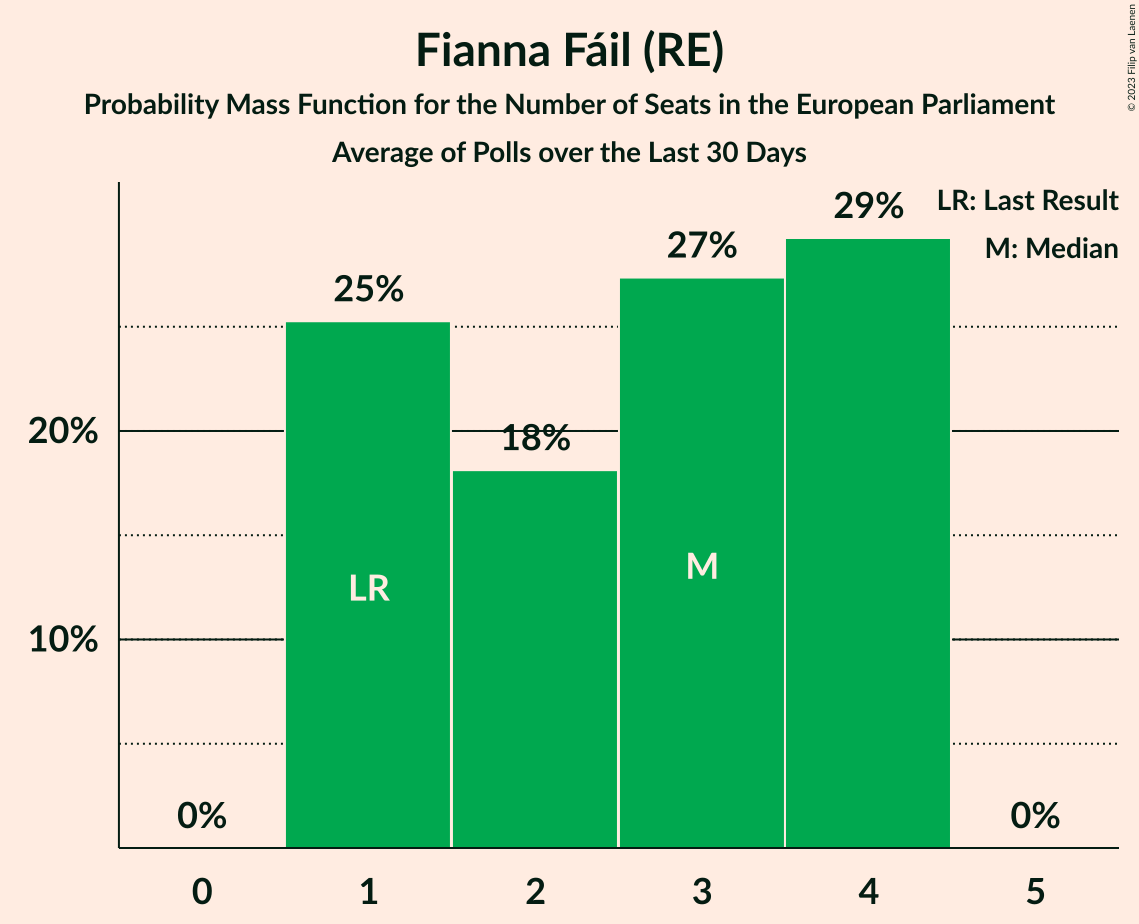 Fianna Fáil (RE)
Probability Mass Function for the Number of Seats in the European Parliament
Average of Polls over the Last 30 Days
© 2023 Filip van Laenen
LR: Last Result
M: Median
29%
27%
25%
20%
18%
LR
M
10%
0%
0%
0 1 2 3 4 5